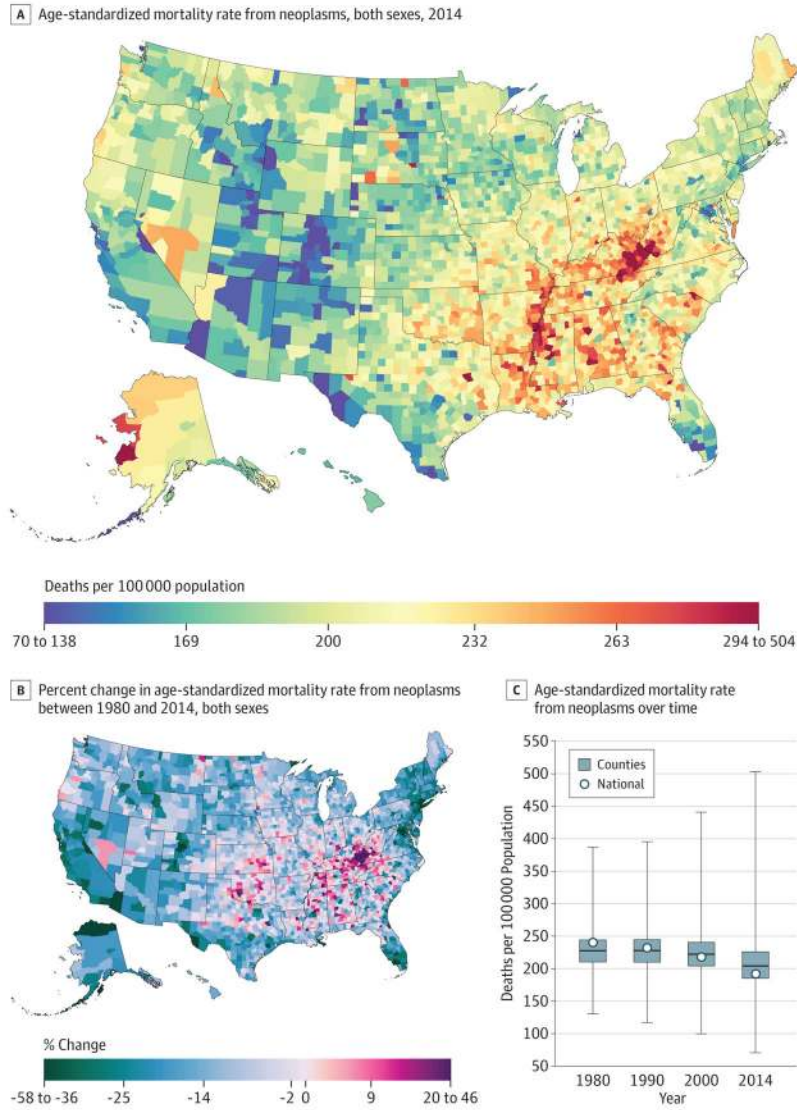 A Age-standardized mortality rate from neoplasms, both sexes, 2014
Deaths per 100 000 population
70 to 138 169 200 232 263 294 to 504
B Percent change in age-standardized mortality rate from neoplasms
between 1980 and 2014, both sexes
% Change
-58 to -36 -25 -14 -2 0 9 20 to 46
C Age-standardized mortality rate
from neoplasms over time
Counties
National
Deaths per 100 000 Population
550
500
450
400
350
300
250
200
150
100
50
1980 1990 2000 2014
Year